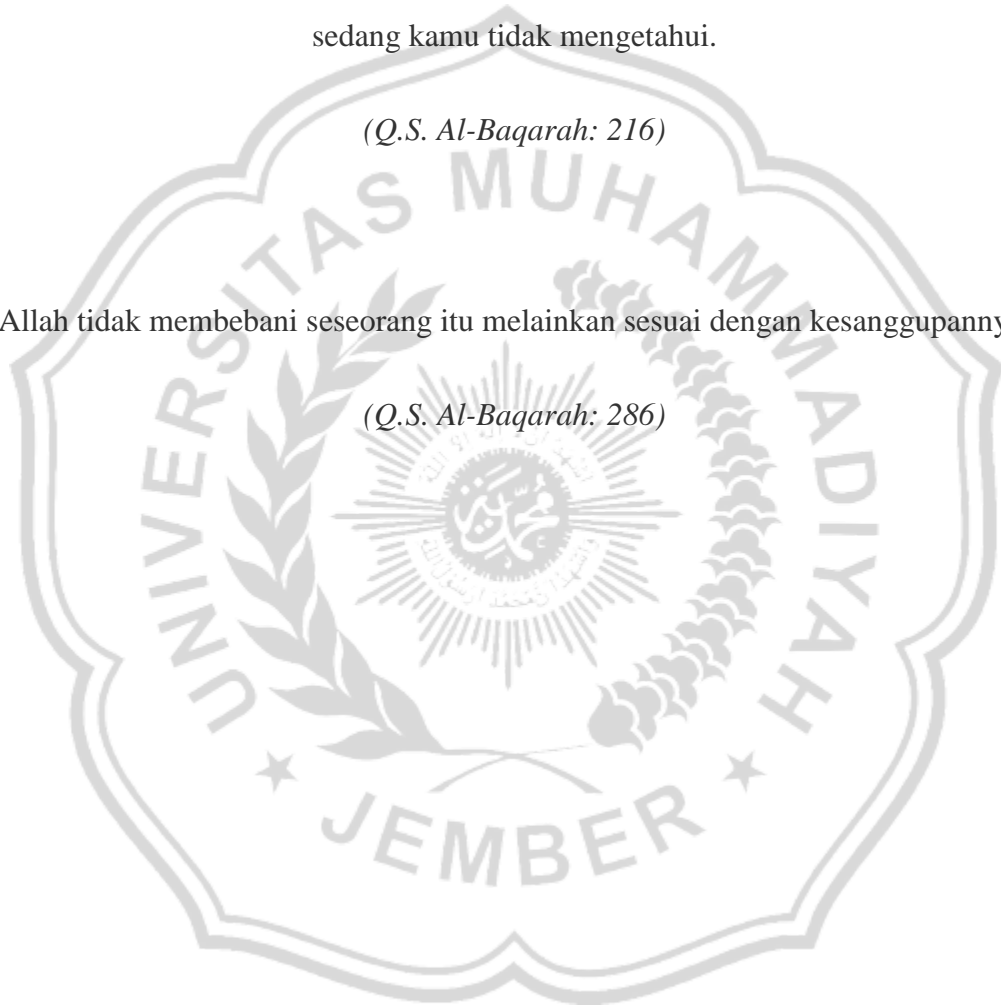 sedang kamu tidak mengetahui.
(Q.S. Al-Baqarah: 216)
Allah tidak membebani seseorang itu melainkan sesuai dengan kesanggupanny
(Q.S. Al-Baqarah: 286)
UNIVERSITAS MUHAMMADIYAH
JEMBER